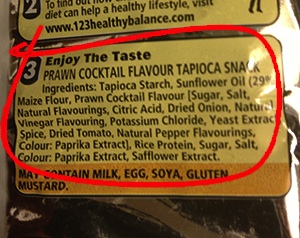 2 To find out how
diet can help a healthy lifestyle, visit
www.123healthybalance.com
3 Enjoy The Taste
PRAWN COCKTAIL FLAVOUR TAPIOCA SNACK
Ingredients: Tapioca Starch, Sunflower Oil (29%
Maize Flour, Prawn Cocktail Flavour [Sugar, Salt,
Natural Flavourings, Citric Acid, Dried Onion, Natural
Vinegar Flavouring, Potassium Chloride, Yeast Extract
Spice, Dried Tomato, Natural Pepper Flavourings,
Colour: Paprika Extract], Rice Protein, Sugar, Salt,
Colour: Paprika Extract, Safflower Extract.
MAY CONTAIN MILK, EGG, SOYA, GLUTEN
MUSTARD.